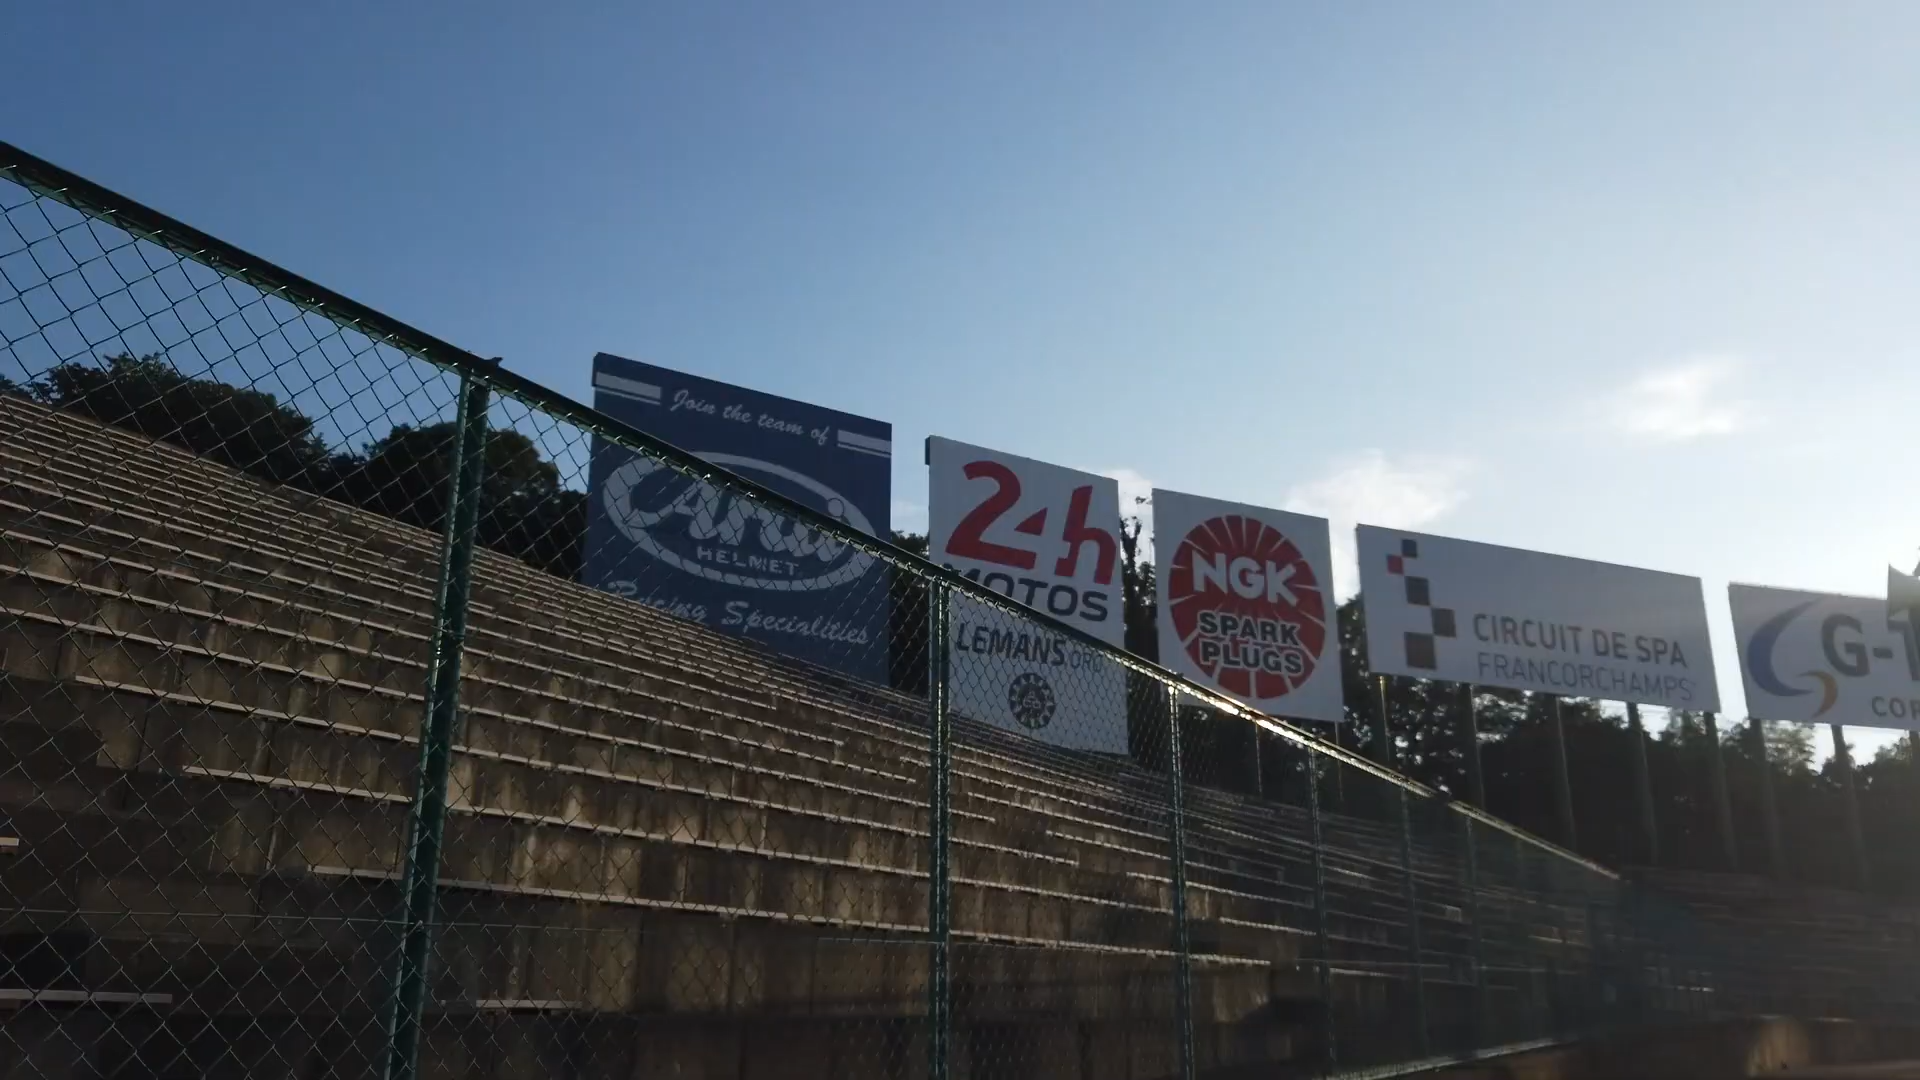 Join the team of
Arai
HELMET
Racing Specialities
24h
MOTOS
LEMANS.ORG
NGK
SPARK
PLUGS
CIRCUIT DE SPA
FRANCORCHAMPS
G-1